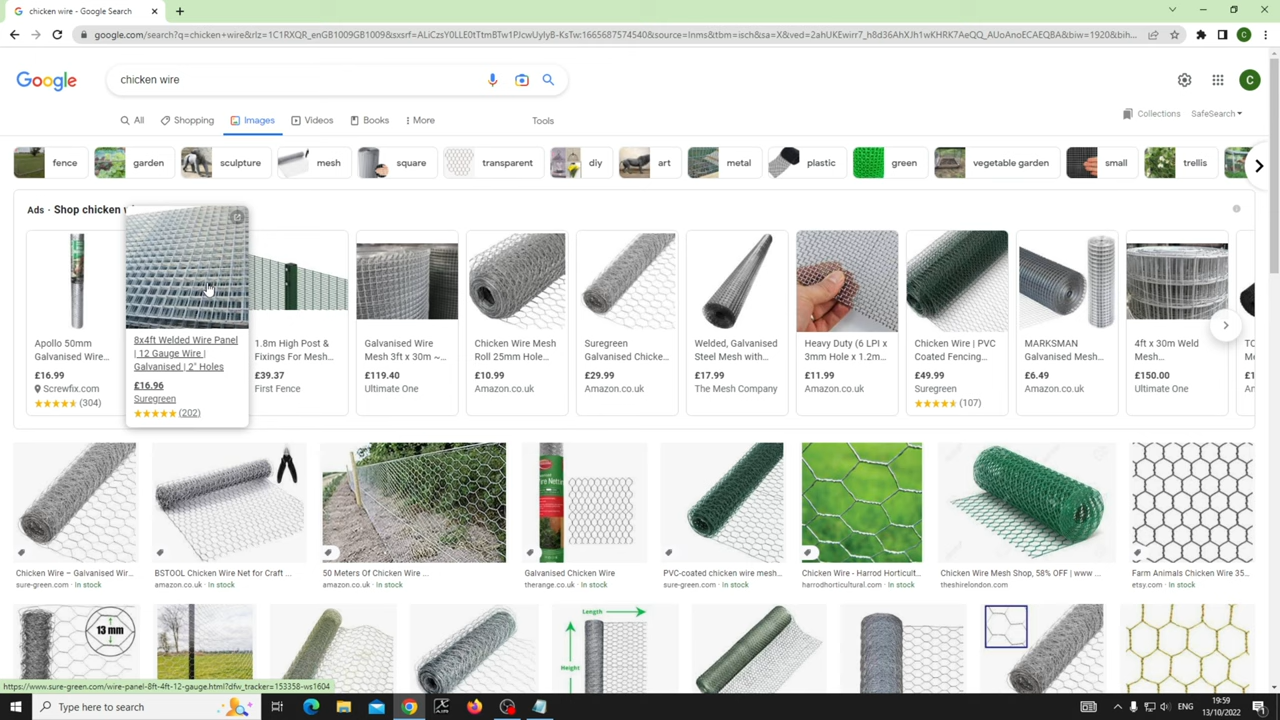 chicken wire - Google Search
google.com/search?q=chicken+wire&rlz=1C1RXQR_enGB1009GB1009&sxsrf=ALiCzsY0LLE0tTtmBTw1PJcwUyIyB-KsTw:1665687574540&source=lnms&tbm=isch&sa=X&ved=2ahUKEwirr7_h8d36AhXJh1wKHRK7AeQQ_AUoAnoECAEQBA&biw=1920&bih...
C
Google
chicken wire
C
All
Shopping
Images
Videos
Books
More
Tools
Collections
SafeSearch
fence
garden
sculpture
mesh
square
transparent
diy
art
metal
plastic
green
vegetable garden
small
trellis
Ads · Shop chicken w
Apollo 50mm
Galvanised Wire...
£16.99
Screwfix.com
(304)
8x4ft Welded Wire Panel
| 12 Gauge Wire |
Galvanised | 2" Holes
£16.96
Suregreen
(202)
1.8m High Post &
Fixings For Mesh...
£39.37
First Fence
Galvanised Wire
Mesh 3ft x 30m ~...
£119.40
Ultimate One
Chicken Wire Mesh
Roll 25mm Hole...
£10.99
Amazon.co.uk
Suregreen
Galvanised Chicke...
£29.99
Amazon.co.uk
Welded, Galvanised
Steel Mesh with...
£17.99
The Mesh Company
Heavy Duty (6 LPI x
3mm Hole x 1.2m...
£11.99
Amazon.co.uk
Chicken Wire | PVC
Coated Fencing...
£49.99
Suregreen
(107)
MARKSMAN
Galvanised Mesh...
£6.49
Amazon.co.uk
4ft x 30m Weld
Mesh...
£150.00
Ultimate One
Chicken Wire – Galvanised Wir...
sure-green.com · In stock
BSTOOL Chicken Wire Net for Craft ...
amazon.co.uk · In stock
50 Meters Of Chicken Wire ...
amazon.co.uk · In stock
Galvanised Chicken Wire
therange.co.uk · In stock
PVC-coated chicken wire mesh...
sure-green.com · In stock
Chicken Wire - Harrod Horticult...
harrodhorticultural.com · In stock
Chicken Wire Mesh Shop, 58% OFF | www ...
theshirelondon.com
Farm Animals Chicken Wire 35...
etsy.com · In stock
13 mm
Length
Height
https://www.sure-green.com/wire-panel-8ft-4ft-12-gauge.html?dfw_tracker=153358-ws1604
Type here to search
ENG
19:59
13/10/2022